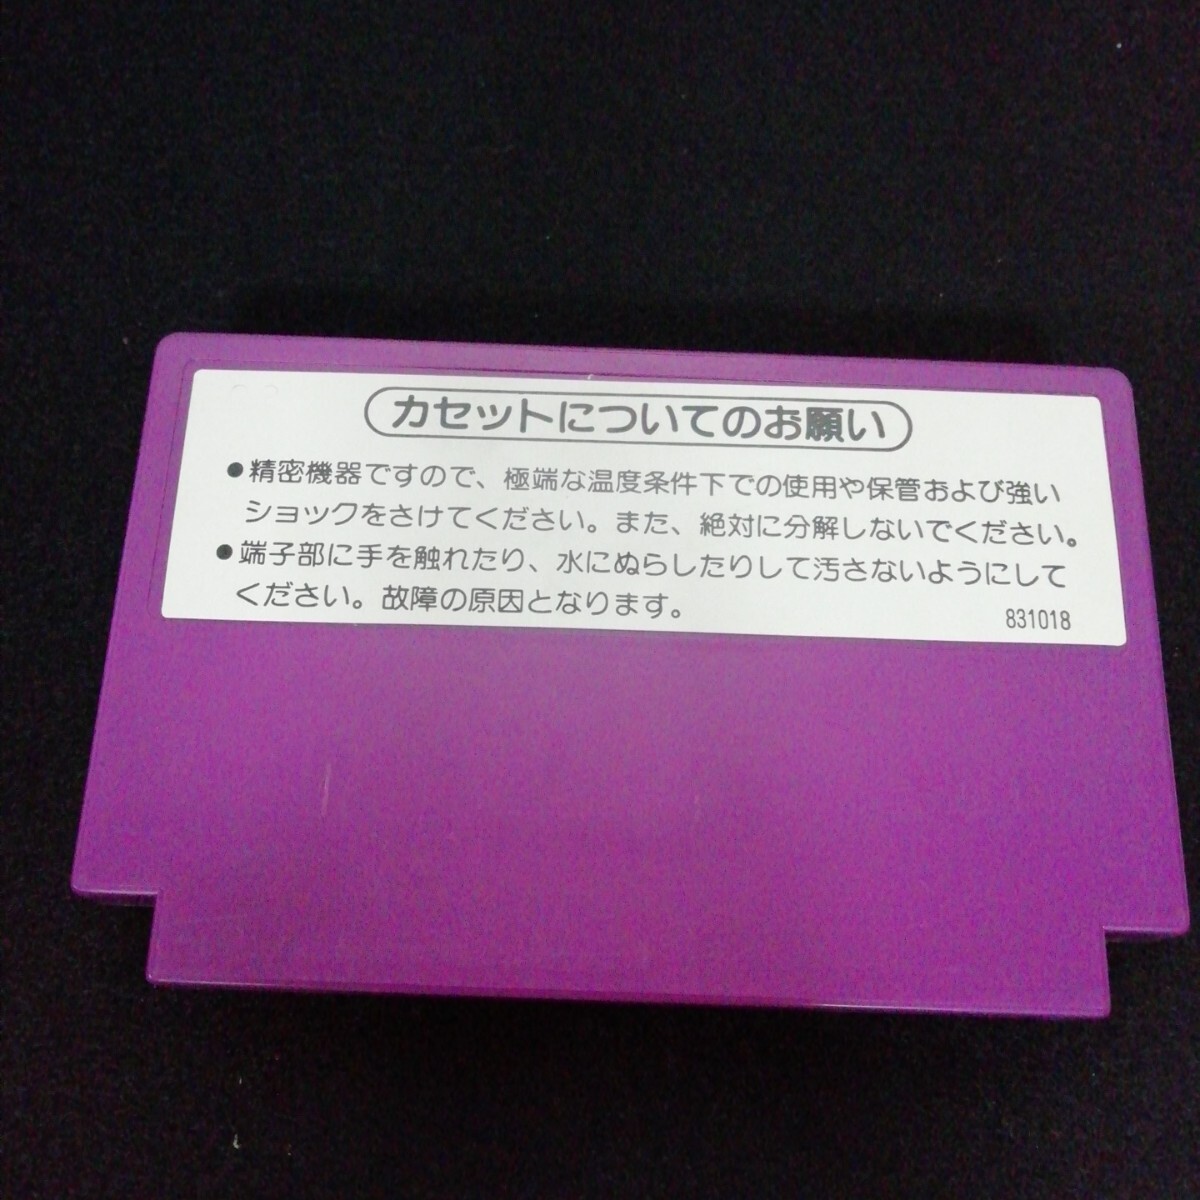 カセットについてのお願い
●精密機器ですので、極端な温度条件下での使用や保管および強い
ショックをさけてください。また、絶対に分解しないでください。
●端子部に手を触れたり、水にぬらしたりして汚さないようにして
ください。故障の原因となります。
831018